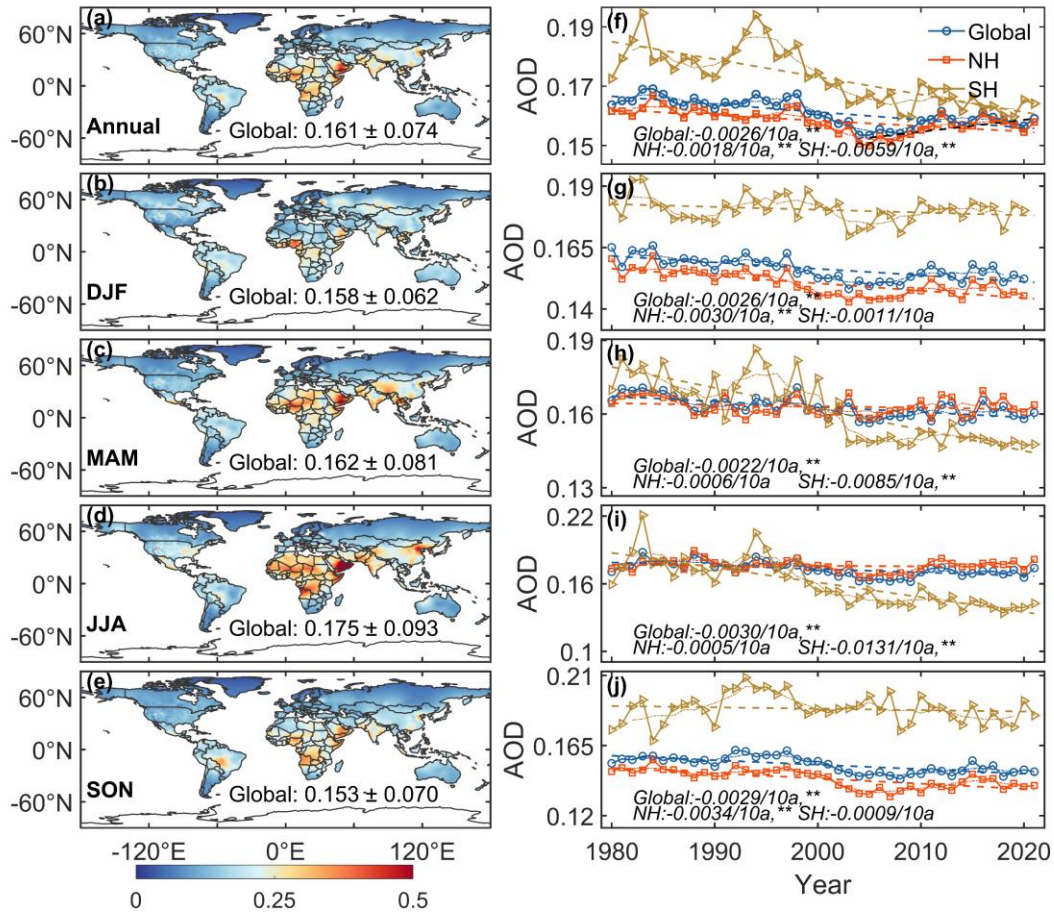 (a)
60°N
0°N
-60°N
Annual
Global: 0.161 ± 0.074
(b)
60°N
0°N
-60°N
DJF
Global: 0.158 ± 0.062
(c)
60°N
0°N
-60°N
MAM
Global: 0.162 ± 0.081
(d)
60°N
0°N
-60°N
JJA
Global: 0.175 ± 0.093
(e)
60°N
0°N
-60°N
SON
Global: 0.153 ± 0.070
-120°E 0°E 120°E
0 0.25 0.5
(f)
AOD
0.19
0.17
0.15
Global
NH
SH
Global:-0.0026/10a,**
NH:-0.0018/10a,** SH:-0.0059/10a,**
(g)
AOD
0.19
0.165
0.14
Global:-0.0026/10a,**
NH:-0.0030/10a,** SH:-0.0011/10a
(h)
AOD
0.19
0.16
0.13
Global:-0.0022/10a,**
NH:-0.0006/10a SH:-0.0085/10a,**
(i)
AOD
0.22
0.16
0.1
Global:-0.0030/10a,**
NH:-0.0005/10a SH:-0.0131/10a,**
(j)
AOD
0.21
0.165
0.12
Global:-0.0029/10a,**
NH:-0.0034/10a,** SH:-0.0009/10a
1980 1990 2000 2010 2020
Year